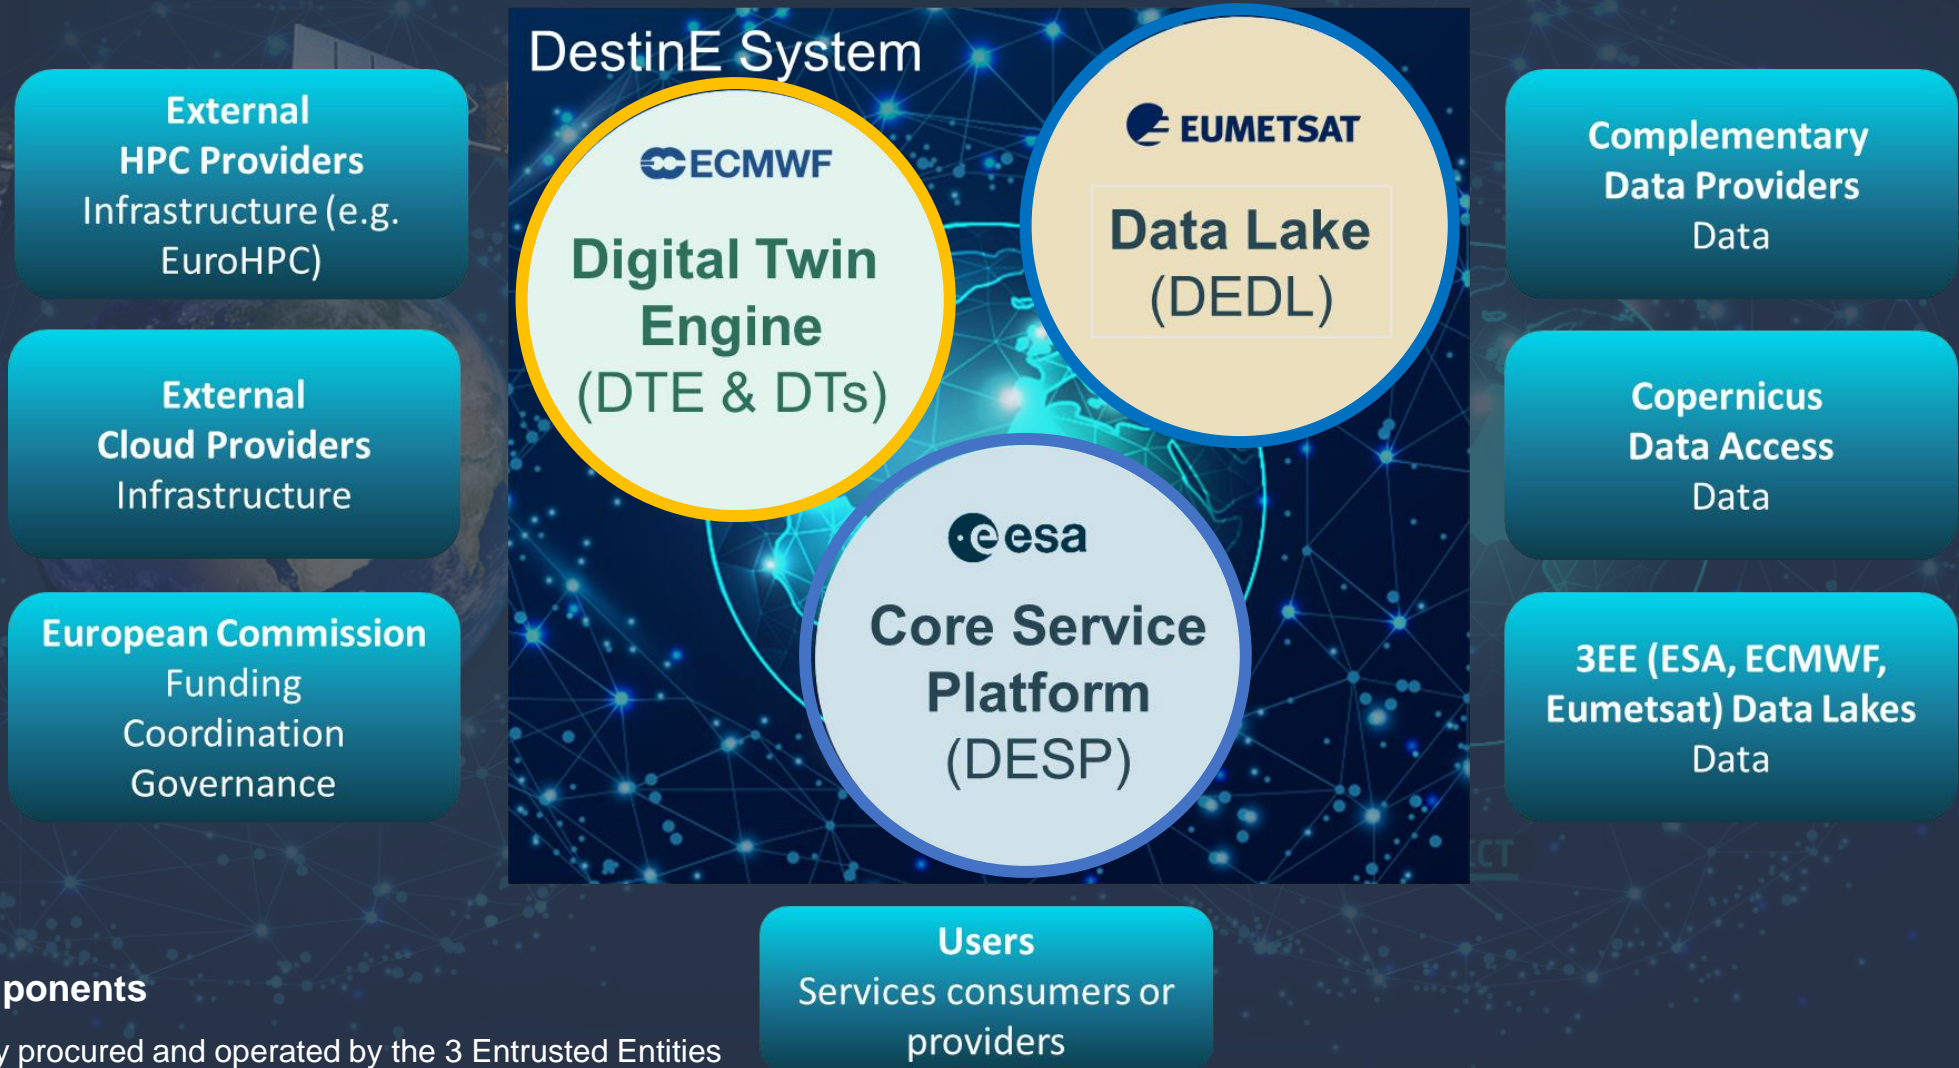 DestinE System
External
HPC Providers
Infrastructure (e.g.
EuroHPC)
External
Cloud Providers
Infrastructure
European Commission
Funding
Coordination
Governance
ECMWF
Digital Twin
Engine
(DTE & DTs)
EUMETSAT
Data Lake
(DEDL)
esa
Core Service
Platform
(DESP)
Complementary
Data Providers
Data
Copernicus
Data Access
Data
3EE (ESA, ECMWF,
Eumetsat) Data Lakes
Data
Users
Services consumers or
providers
ponents
y procured and operated by the 3 Entrusted Entities